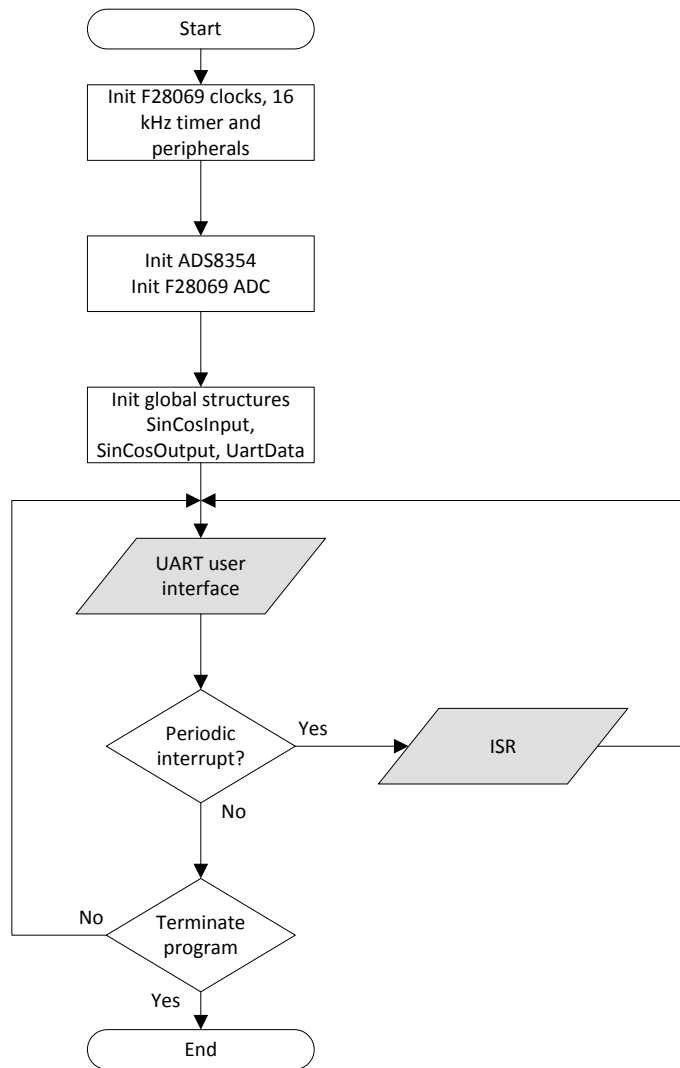 Start
Init F28069 clocks, 16
kHz timer and
peripherals
Init ADS8354
Init F28069 ADC
Init global structures
SinCosInput,
SinCosOutput, UartData
UART user
interface
Periodic
interrupt?
Yes
ISR
No
No
Terminate
program
Yes
End